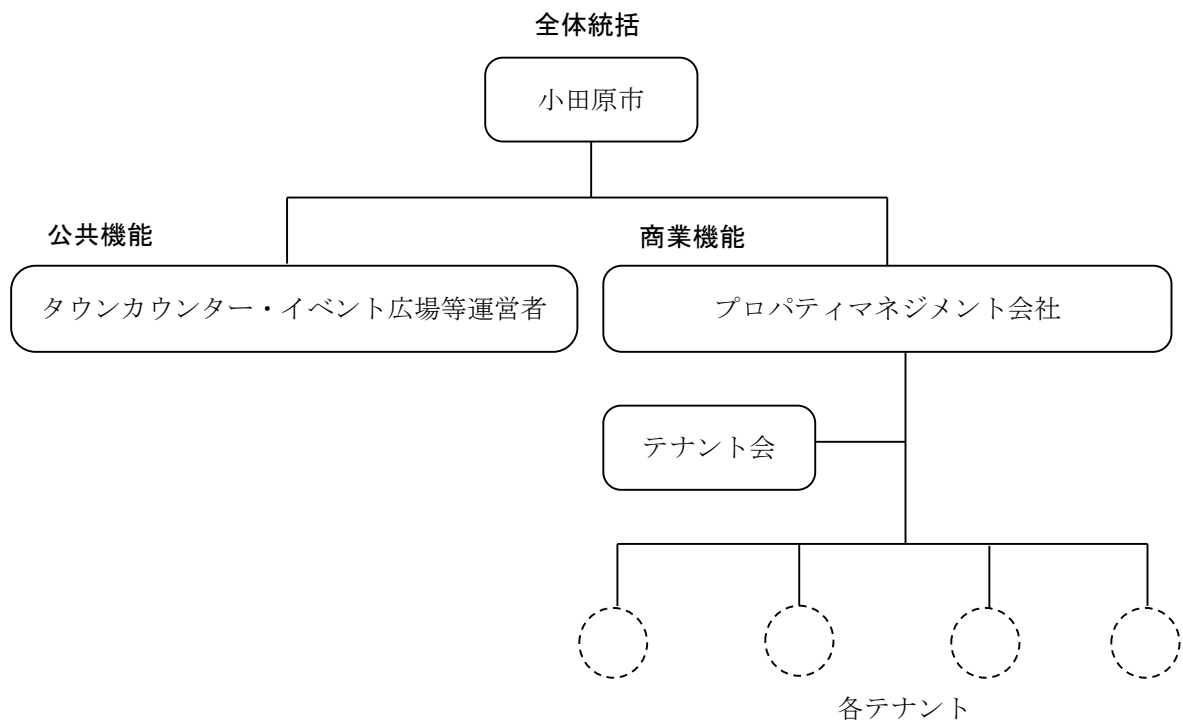 全体統括
小田原市
公共機能
商業機能
タウンカウンター・イベント広場等運営者
プロパティマネジメント会社
テナント会
各テナント